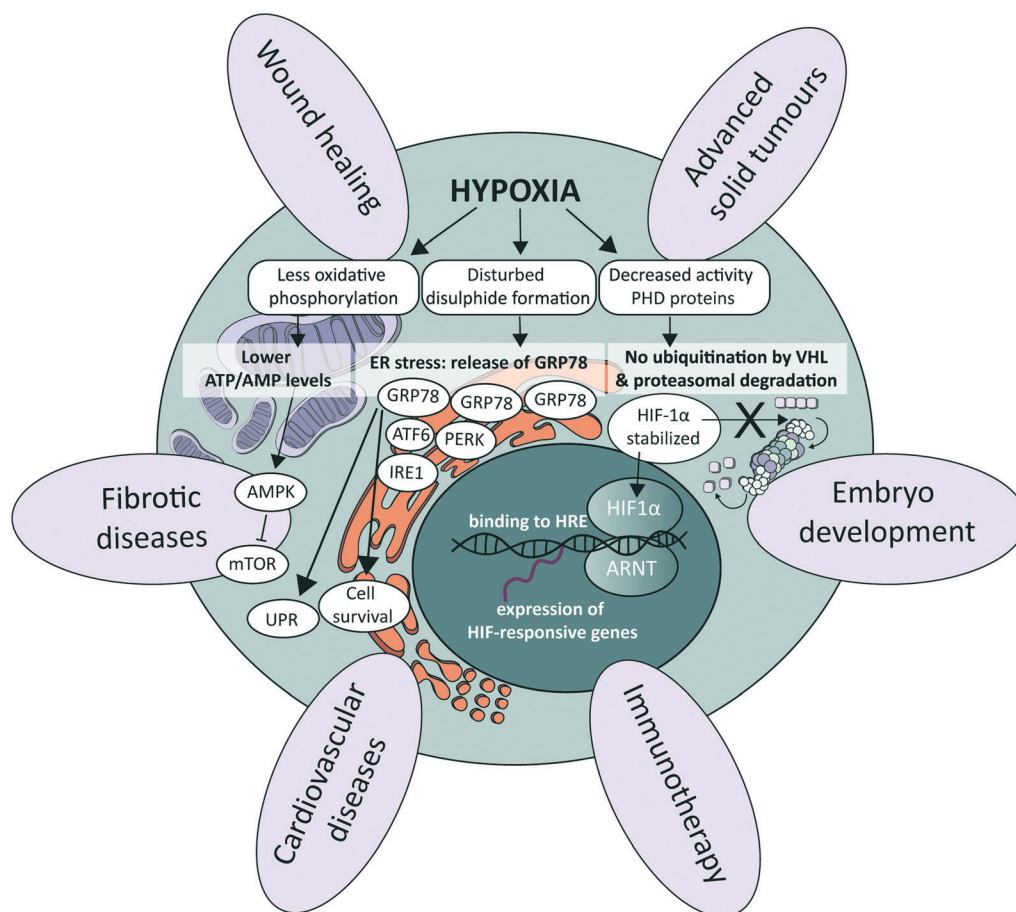 Wound healing
Advanced
solid tumours
HYPOXIA
Less oxidative
phosphorylation
Disturbed
disulphide formation
Decreased activity
PHD proteins
Lower
ATP/AMP levels
ER stress: release of GRP78
No ubiquitination by VHL
& proteasomal degradation
GRP78
GRP78
GRP78
HIF-1α
stabilized
X
ATF6
PERK
IRE1
Fibrotic
diseases
AMPK
mTOR
HIF1α
binding to HRE
ARNT
Embryo
development
UPR
Cell
survival
expression of
HIF-responsive genes
Cardiovascular
diseases
Immunotherapy